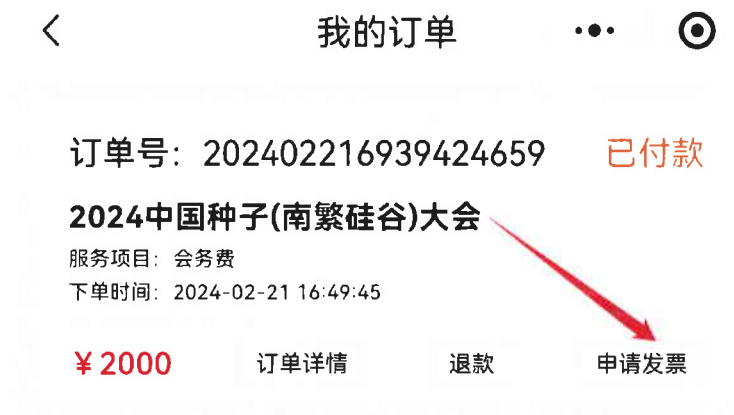 我的订单
订单号：202402216939424659 已付款
2024中国种子(南繁硅谷)大会
服务项目：会务费
下单时间：2024-02-21 16:49:45
￥2000 订单详情 退款 申请发票